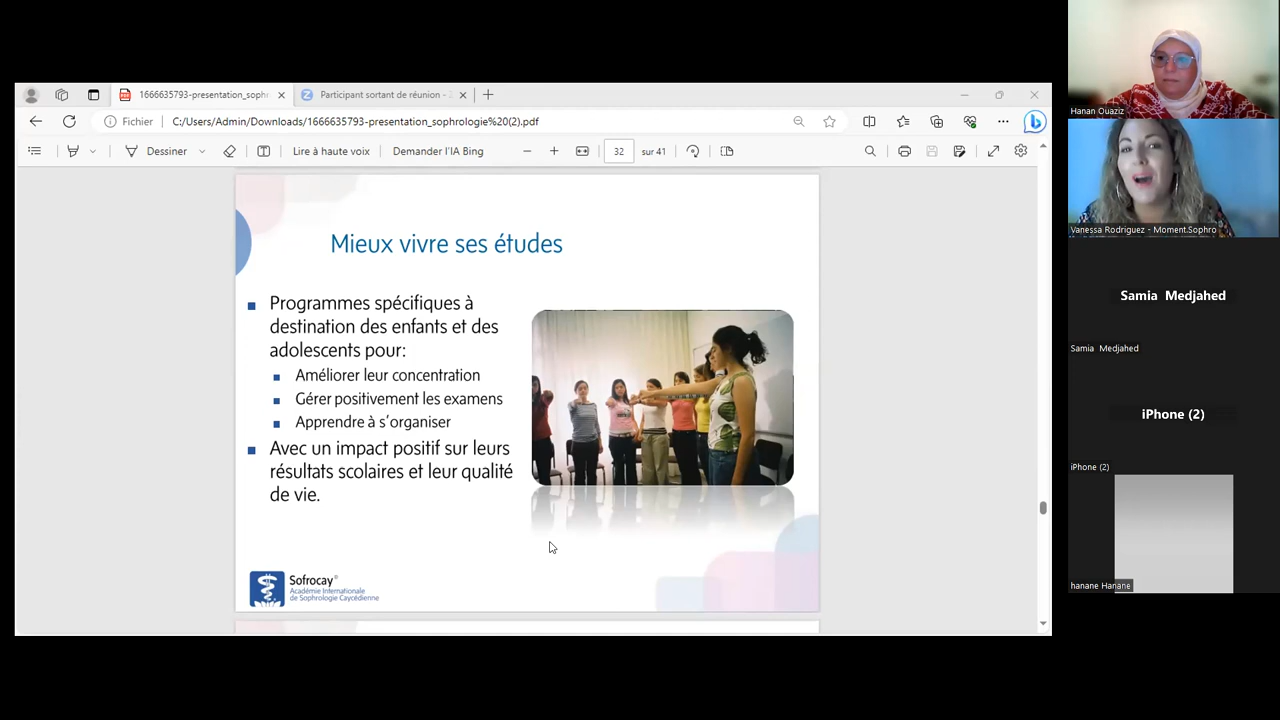 1666635793-presentation_sophr
Participant sortant de réunion - 
Fichier
C:/Users/Admin/Downloads/1666635793-presentation_sophrologie%20(2).pdf
Dessiner
Lire à haute voix
Demander l'IA Bing
32
sur 41
Mieux vivre ses études
Programmes spécifiques à
destination des enfants et des
adolescents pour:
Améliorer leur concentration
Gérer positivement les examens
Apprendre à s'organiser
Avec un impact positif sur leurs
résultats scolaires et leur qualité
de vie.
Sofrocay®
Académie Internationale
de Sophrologie Caycédienne
Hanan Ouaziz
Vanessa Rodriguez - Moment.Sophro
Samia Medjahed
Samia Medjahed
iPhone (2)
iPhone (2)
hanane Hanane